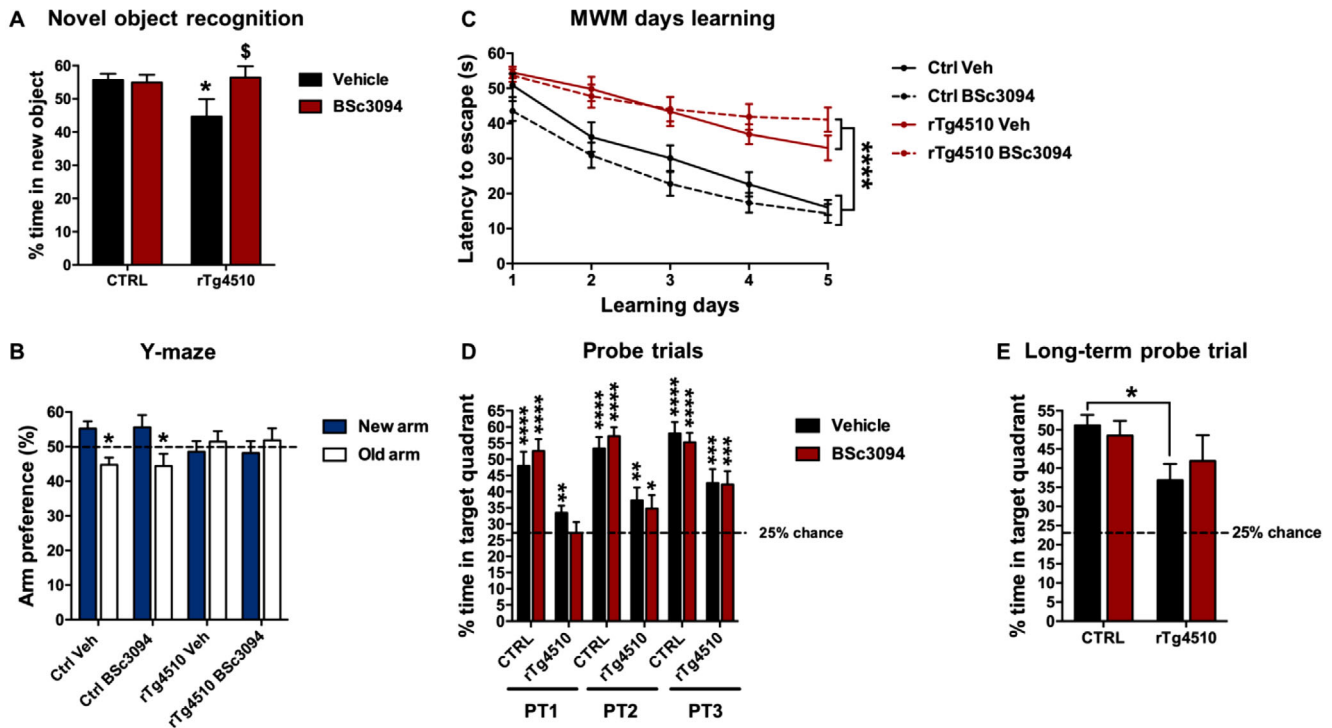 A Novel object recognition
$
*
60
50
40
30
20
10
0
% time in new object
CTRL rTg4510
Vehicle
BSc3094
C MWM days learning
60
50
40
30
20
10
0
Latency to escape (s)
1 2 3 4 5
Learning days
****
Ctrl Veh
Ctrl BSc3094
rTg4510 Veh
rTg4510 BSc3094
B Y-maze
60
50
40
30
20
10
0
Arm preference (%)
* *
Ctrl Veh
Ctrl BSc3094
rTg4510 Veh
rTg4510 BSc3094
New arm
Old arm
D Probe trials
65
60
55
50
45
40
35
30
25
20
15
10
5
0
% time in target quadrant
**** **** ** **** **** ** * **** **** *** ***
25% chance
CTRL rTg4510 CTRL rTg4510 CTRL rTg4510
PT1 PT2 PT3
Vehicle
BSc3094
E Long-term probe trial
*
55
50
45
40
35
30
25
20
15
10
5
0
% time in target quadrant
25% chance
CTRL rTg4510